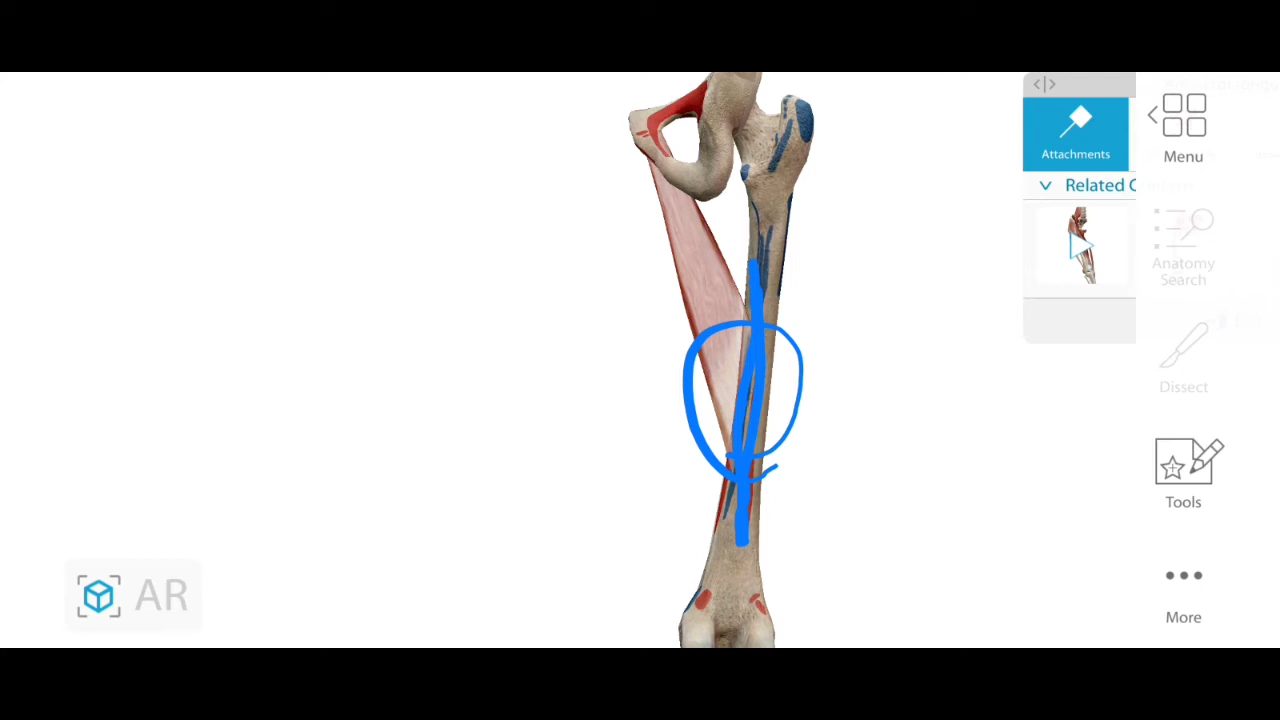 Attachments
Menu
Related C
Anatomy
Search
Dissect
Tools
AR
More